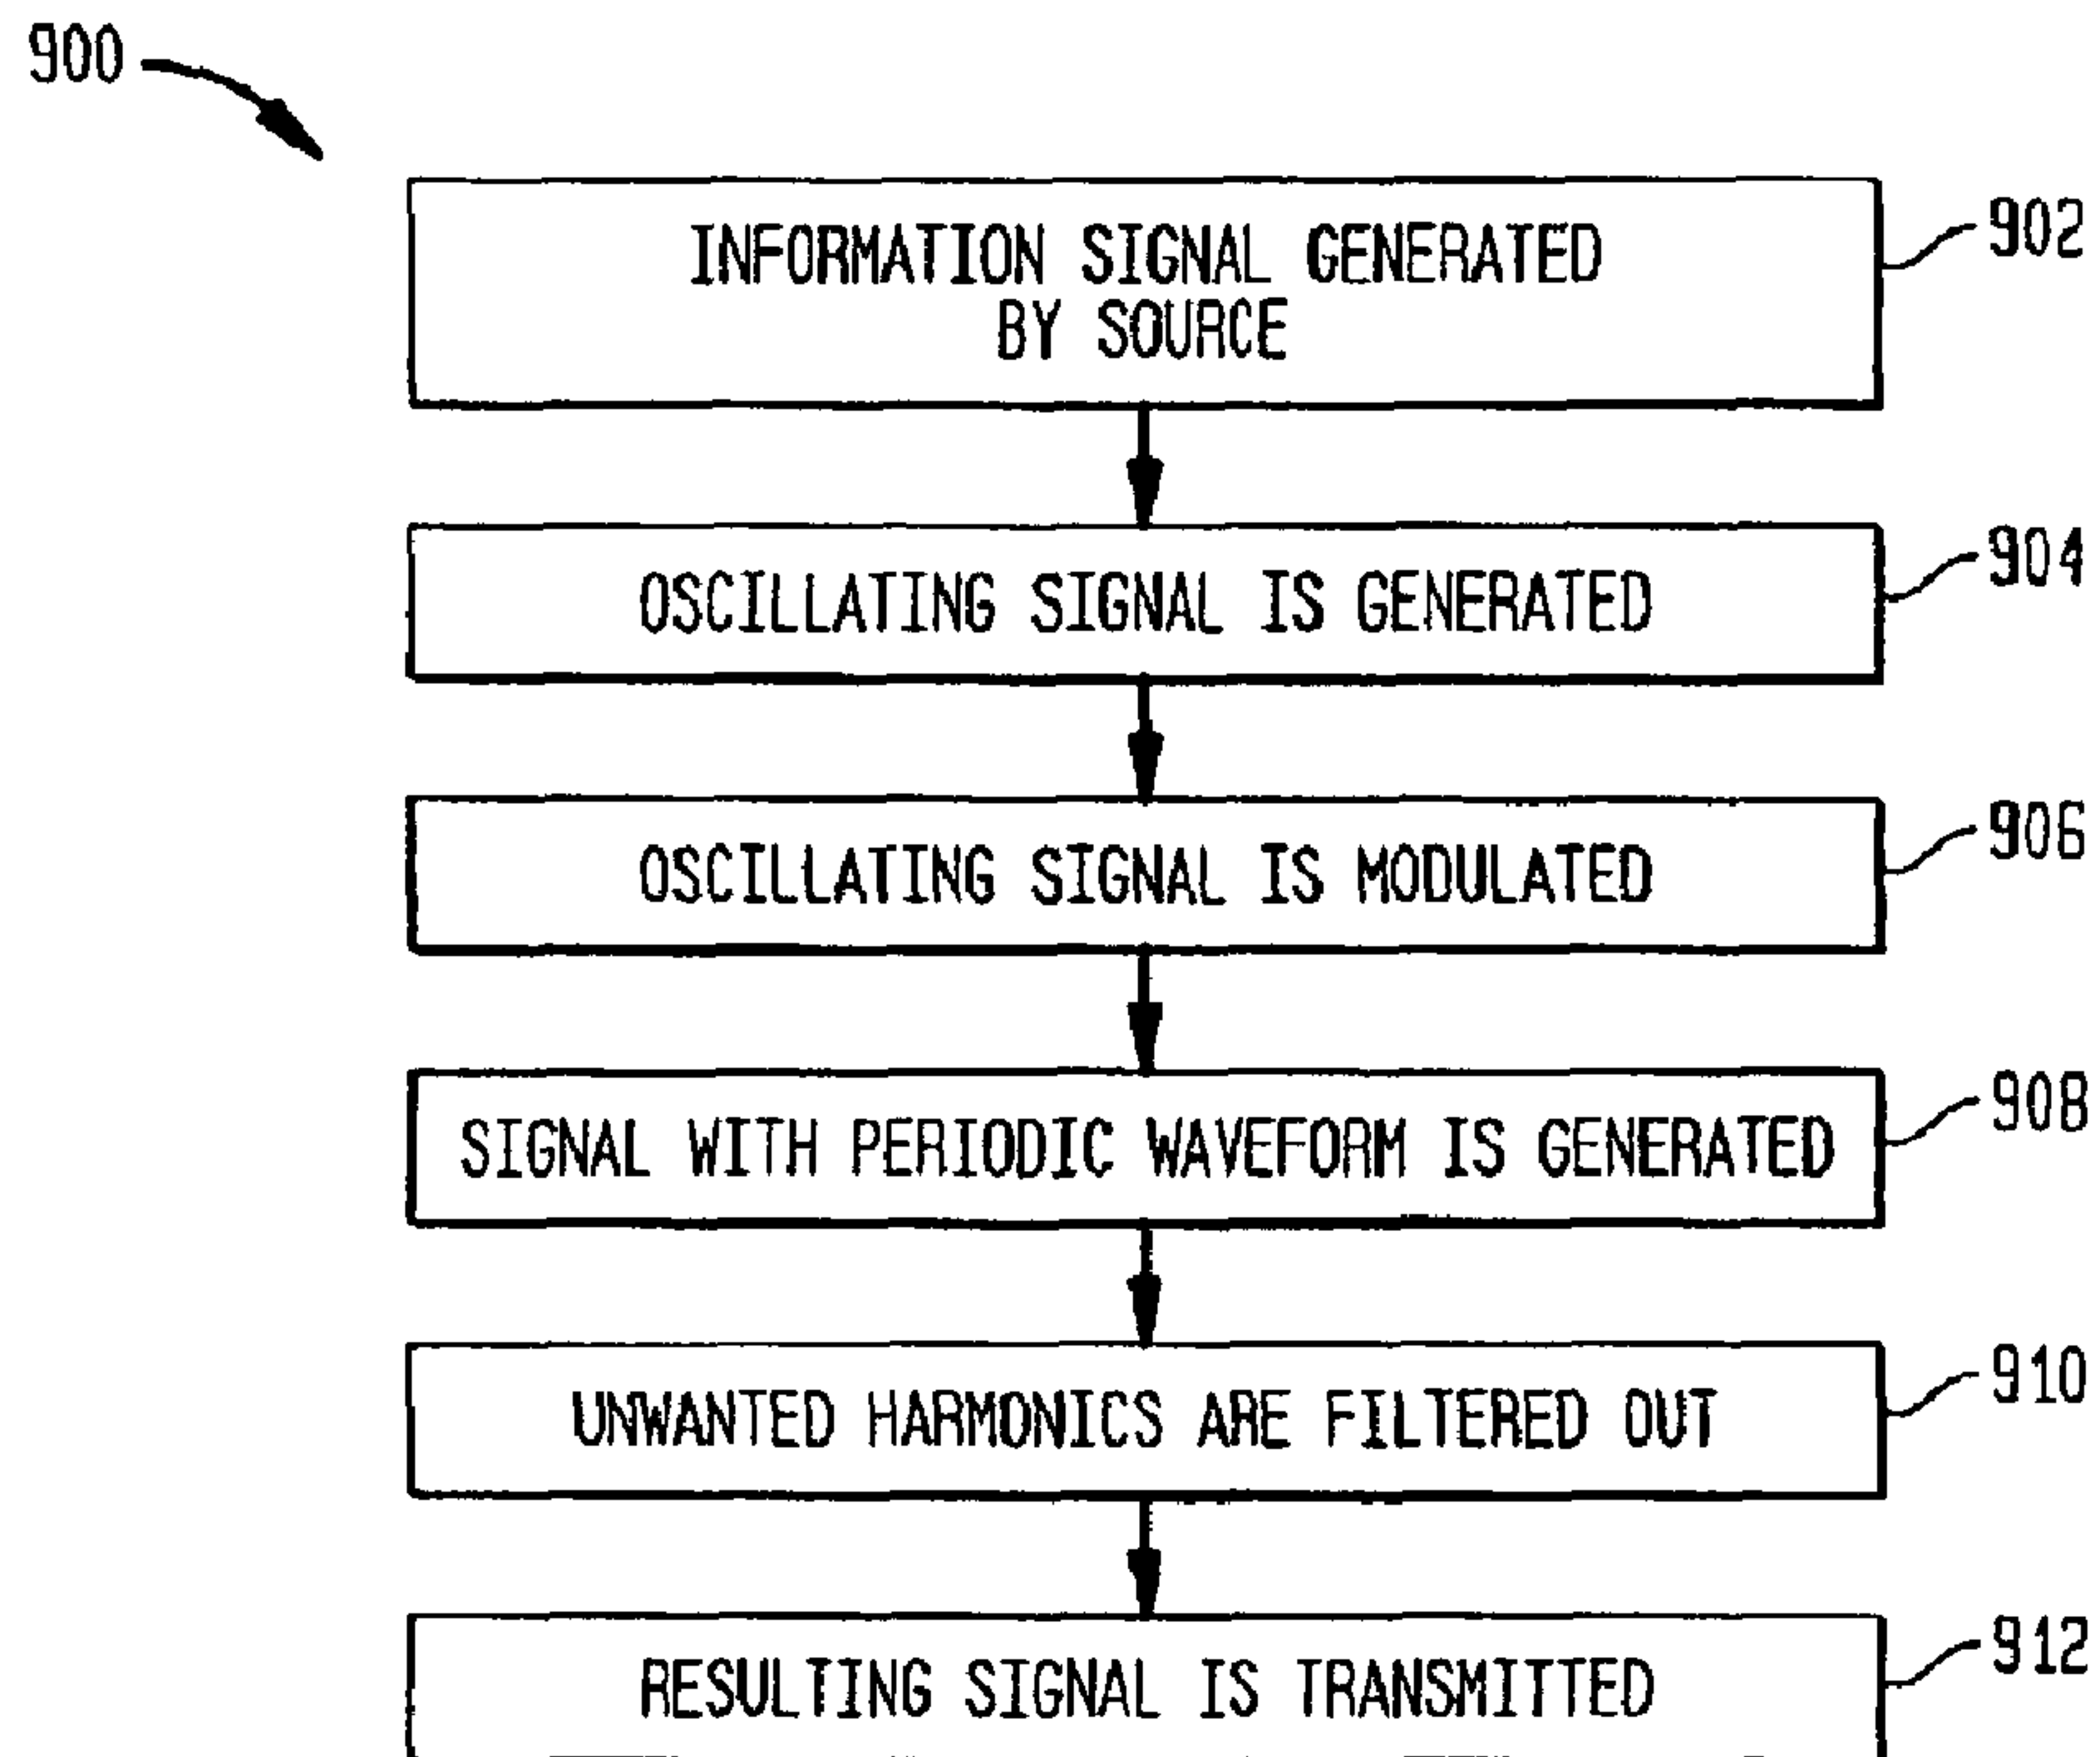 900
INFORMATION SIGNAL GENERATED
BY SOURCE
902
OSCILLATING SIGNAL IS GENERATED
904
OSCILLATING SIGNAL IS MODULATED
906
SIGNAL WITH PERIODIC WAVEFORM IS GENERATED
908
UNWANTED HARMONICS ARE FILTERED OUT
910
RESULTING SIGNAL IS TRANSMITTED
912